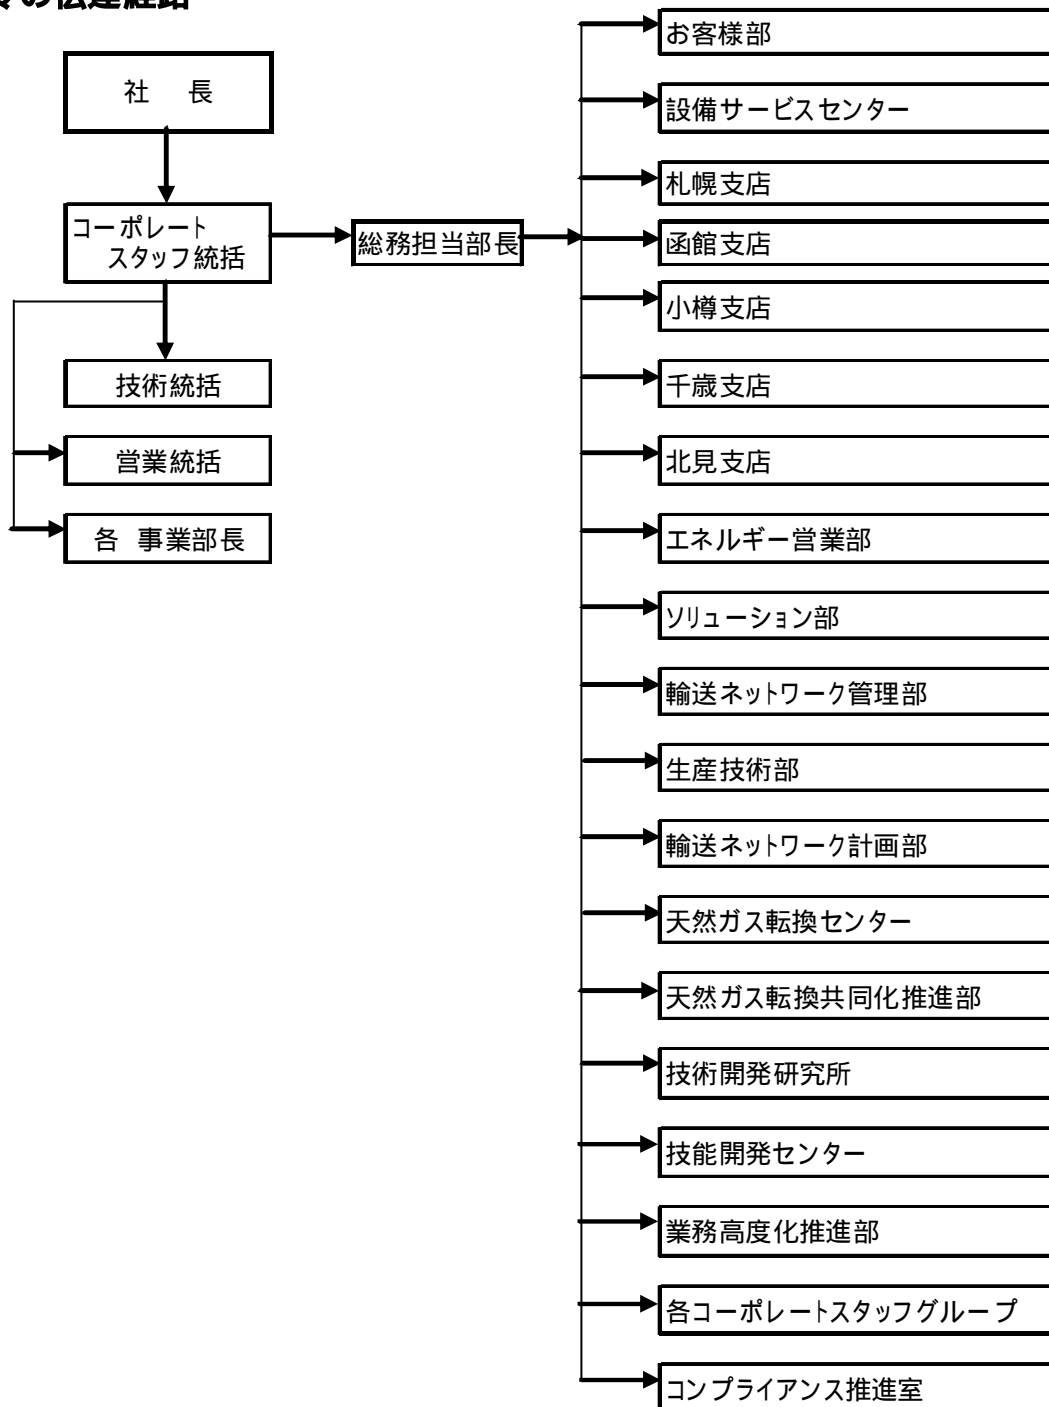 の伝達経路
社　長
コーポレート
スタッフ統括
技術統括
営業統括
各　事業部長
総務担当部長
お客様部
設備サービスセンター
札幌支店
函館支店
小樽支店
千歳支店
北見支店
エネルギー営業部
ソリューション部
輸送ネットワーク管理部
生産技術部
輸送ネットワーク計画部
天然ガス転換センター
天然ガス転換共同化推進部
技術開発研究所
技能開発センター
業務高度化推進部
各コーポレートスタッフグループ
コンプライアンス推進室